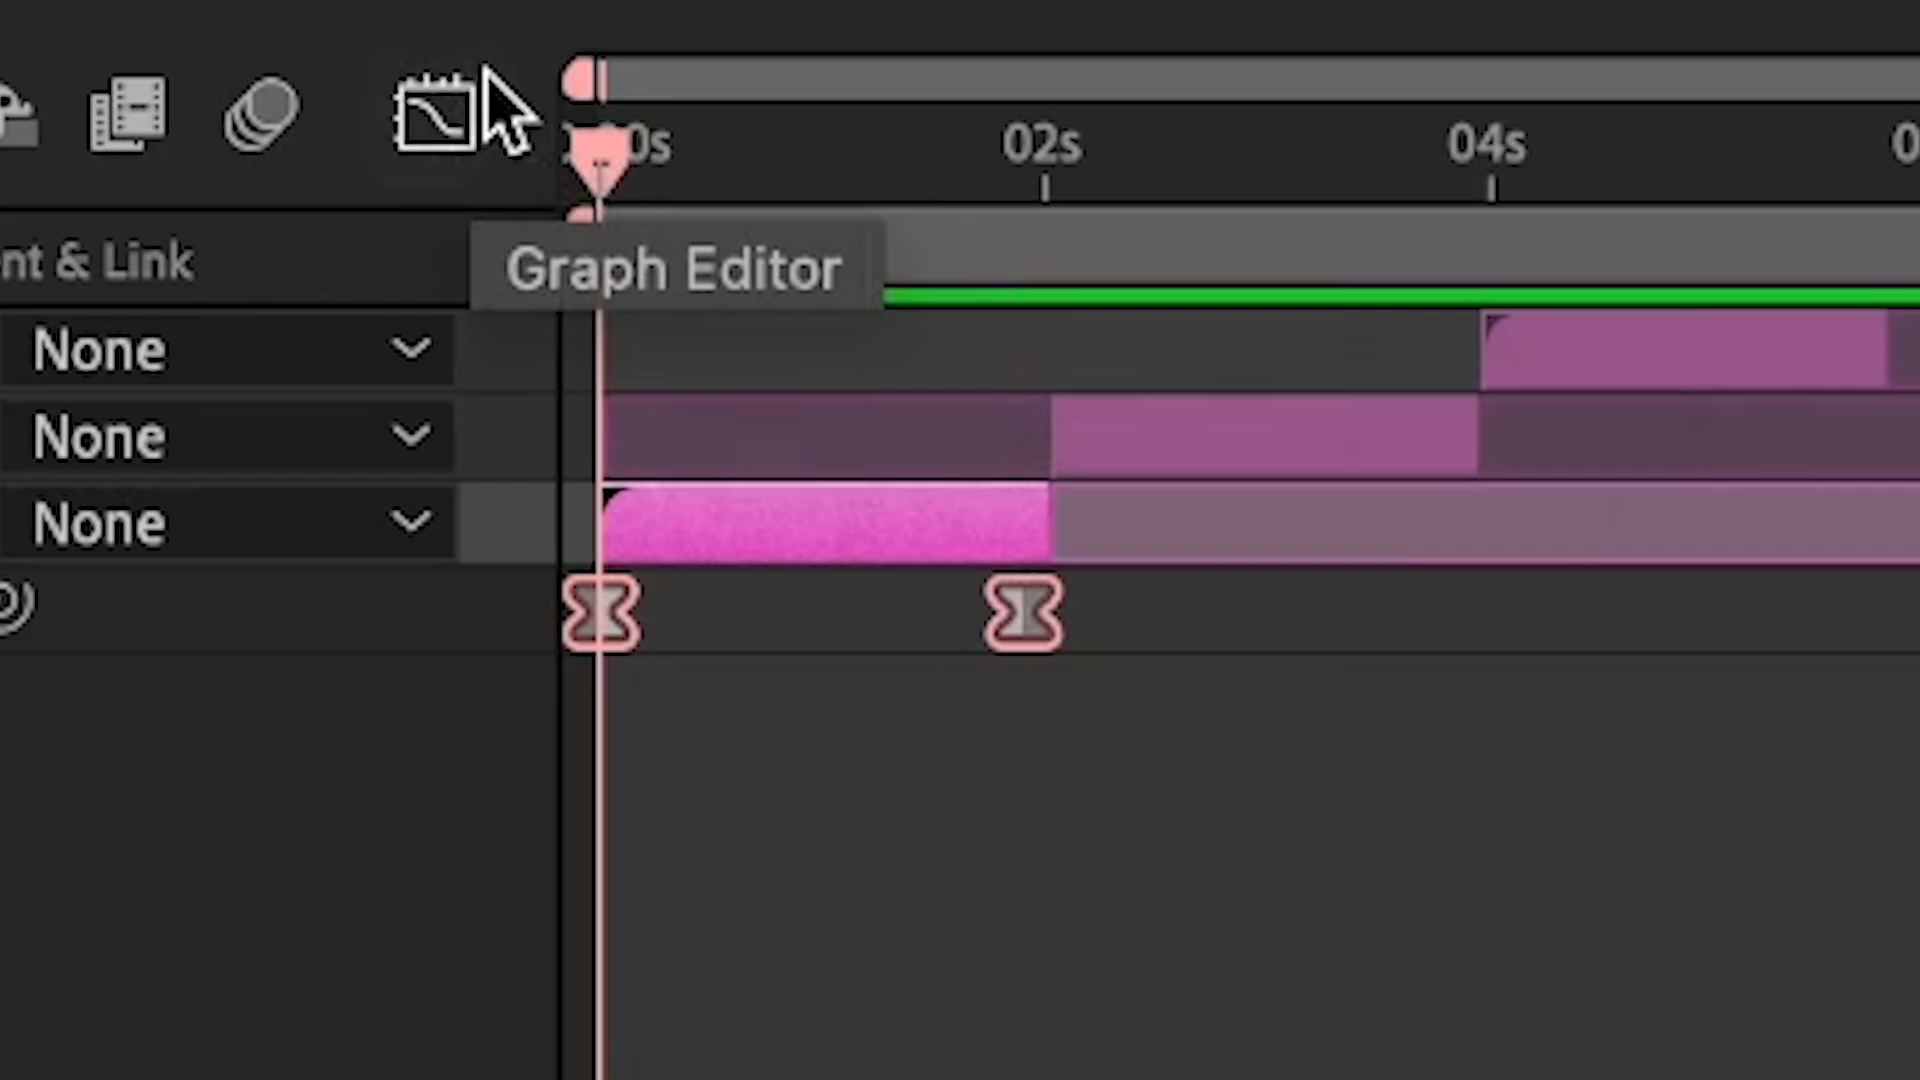 02s
04s
Graph Editor
nt & Link
None
None
None